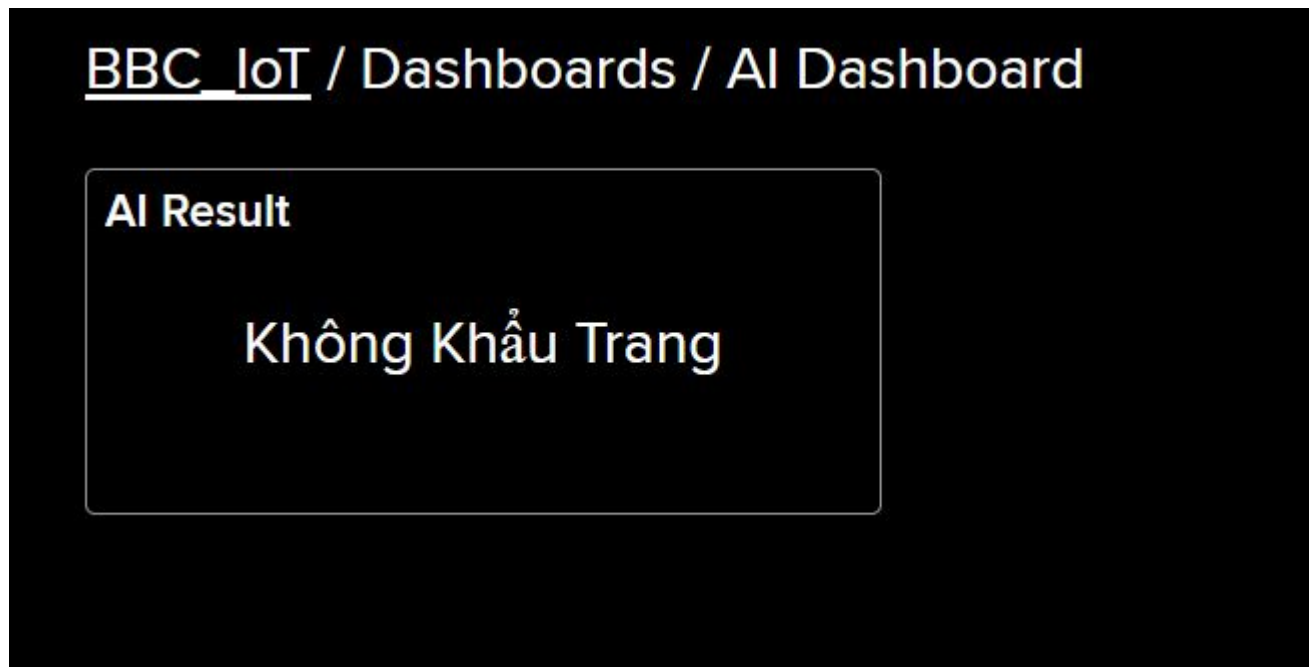 BBC_IoT / Dashboards / AI Dashboard
AI Result
Không Khẩu Trang